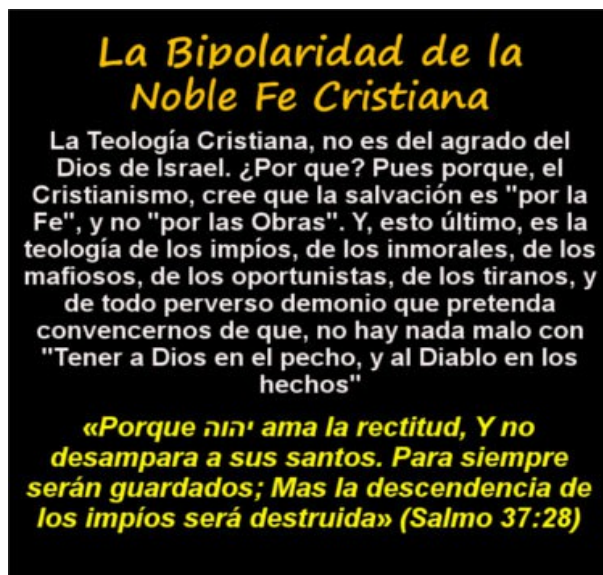 La Bipolaridad de la
Noble Fe Cristiana
La Teología Cristiana, no es del agrado del
Dios de Israel. ¿Por que? Pues porque, el
Cristianismo, cree que la salvación es "por la
Fe", y no "por las Obras". Y, esto último, es la
teología de los impíos, de los inmorales, de los
mafiosos, de los oportunistas, de los tiranos, y
de todo perverso demonio que pretenda
convencernos de que, no hay nada malo con
"Tener a Dios en el pecho, y al Diablo en los
hechos"
«Porque יהוה ama la rectitud, Y no
desampara a sus santos. Para siempre
serán guardados; Mas la descendencia de
los impíos será destruida» (Salmo 37:28)